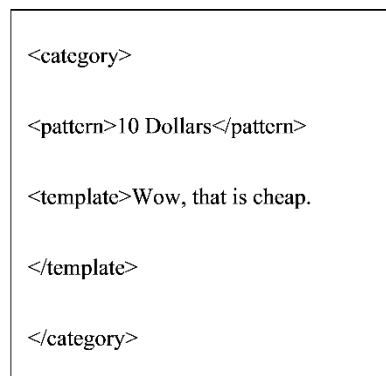 <category>
<pattern>10 Dollars</pattern>
<template>Wow, that is cheap.
</template>
</category>